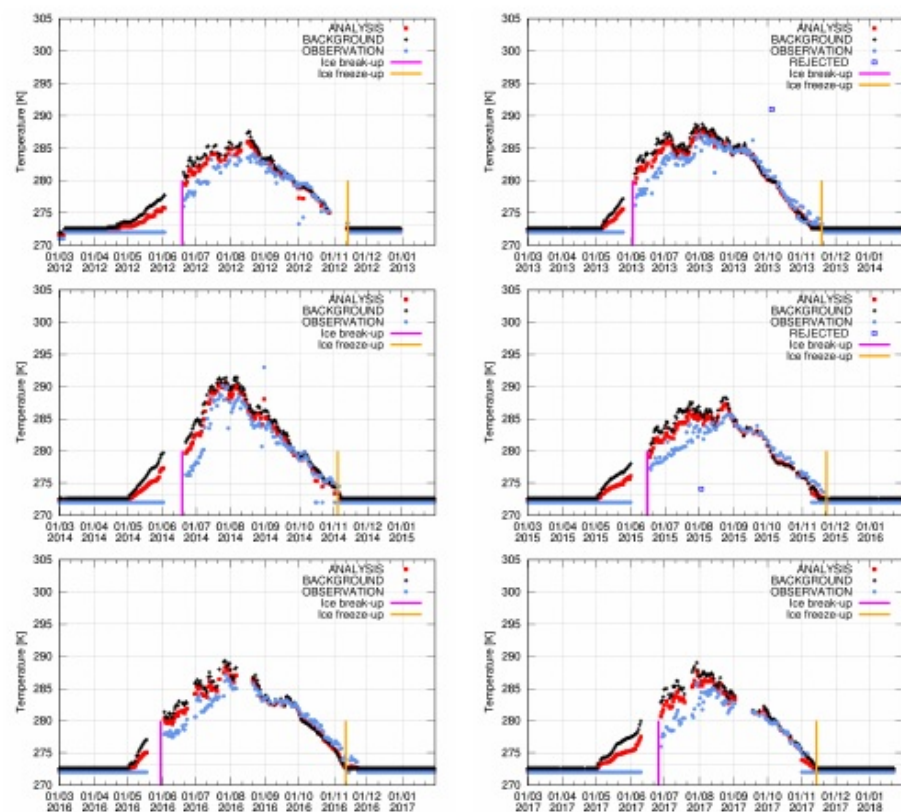 305
300
295
290
285
280
275
270
Temperature [K]
ANALYSIS
BACKGROUND
OBSERVATION
Ice break-up
Ice freeze-up
01/03 01/04 01/05 01/06 01/07 01/08 01/09 01/10 01/11 01/12 01/01
2012 2012 2012 2012 2012 2012 2012 2012 2012 2012 2013
305
300
295
290
285
280
275
270
Temperature [K]
ANALYSIS
BACKGROUND
OBSERVATION
REJECTED
Ice break-up
Ice freeze-up
01/03 01/04 01/05 01/06 01/07 01/08 01/09 01/10 01/11 01/12 01/01
2013 2013 2013 2013 2013 2013 2013 2013 2013 2013 2014
305
300
295
290
285
280
275
270
Temperature [K]
ANALYSIS
BACKGROUND
OBSERVATION
Ice break-up
Ice freeze-up
01/03 01/04 01/05 01/06 01/07 01/08 01/09 01/10 01/11 01/12 01/01
2014 2014 2014 2014 2014 2014 2014 2014 2014 2014 2015
305
300
295
290
285
280
275
270
Temperature [K]
ANALYSIS
BACKGROUND
OBSERVATION
REJECTED
Ice break-up
Ice freeze-up
01/03 01/04 01/05 01/06 01/07 01/08 01/09 01/10 01/11 01/12 01/01
2015 2015 2015 2015 2015 2015 2015 2015 2015 2015 2016
305
300
295
290
285
280
275
270
Temperature [K]
ANALYSIS
BACKGROUND
OBSERVATION
Ice break-up
Ice freeze-up
01/03 01/04 01/05 01/06 01/07 01/08 01/09 01/10 01/11 01/12 01/01
2016 2016 2016 2016 2016 2016 2016 2016 2016 2016 2017
305
300
295
290
285
280
275
270
Temperature [K]
ANALYSIS
BACKGROUND
OBSERVATION
Ice break-up
Ice freeze-up
01/03 01/04 01/05 01/06 01/07 01/08 01/09 01/10 01/11 01/12 01/01
2017 2017 2017 2017 2017 2017 2017 2017 2017 2017 2017